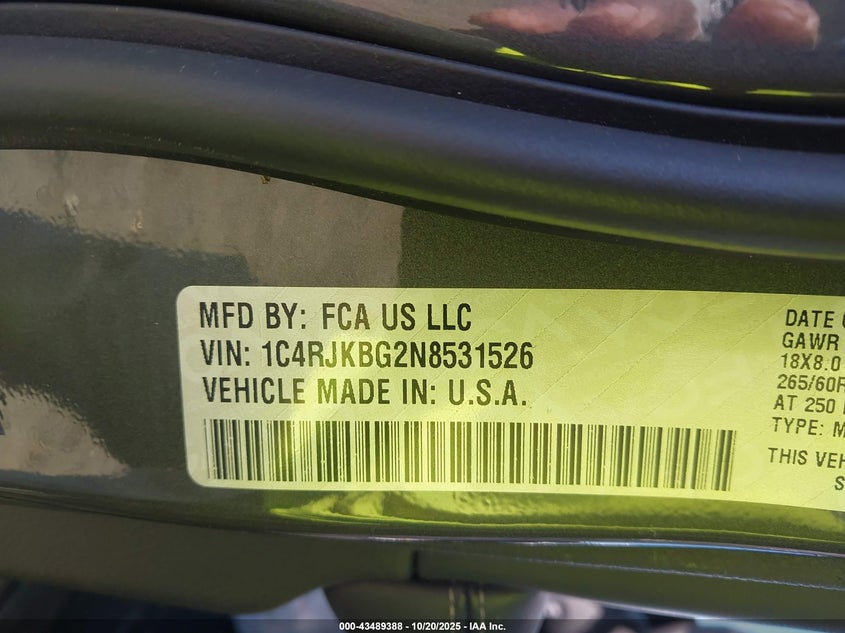 MFD BY: FCA US LLC
VIN: 1C4RJKBG2N8531526
VEHICLE MADE IN: U.S.A.
DATE
GAWR
18X8.0
265/60R
AT 250
TYPE:
THIS
000-43489388 - 10/20/2025 - IAA Inc.